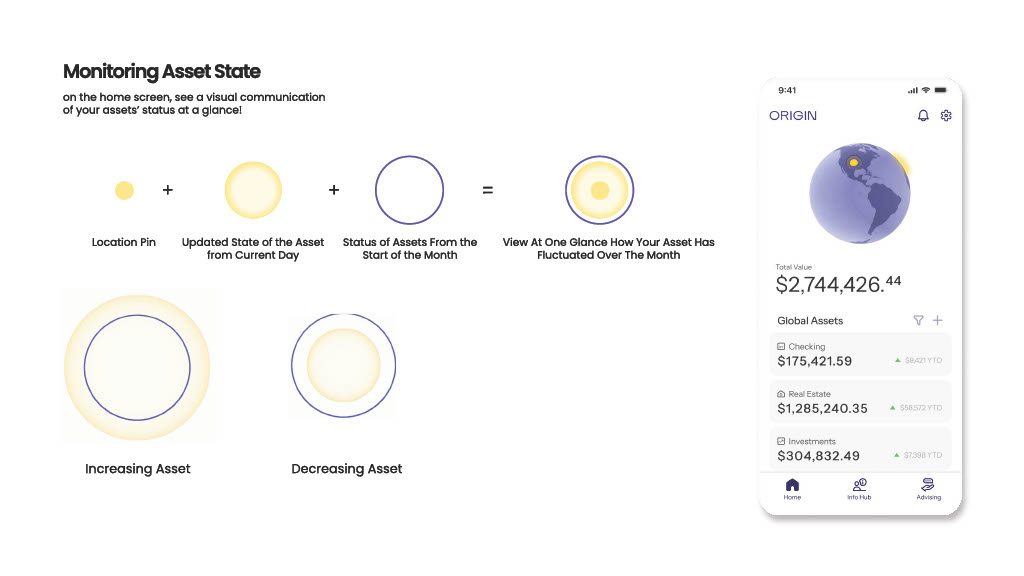 Monitoring Asset State
on the home screen, see a visual communication
of your assets’ status at a glance!
+
+
=
Location Pin
Updated State of the Asset
from Current Day
Status of Assets From the
Start of the Month
View At One Glance How Your Asset Has
Fluctuated Over The Month
Increasing Asset
Decreasing Asset
9:41
ORIGIN
Total Value
$2,744,426.44
Global Assets
Checking
$175,421.59
$9,421 YTD
Real Estate
$1,285,240.35
$58,572 YTD
Investments
$304,832.49
$7,398 YTD
Home
Info Hub
Advising